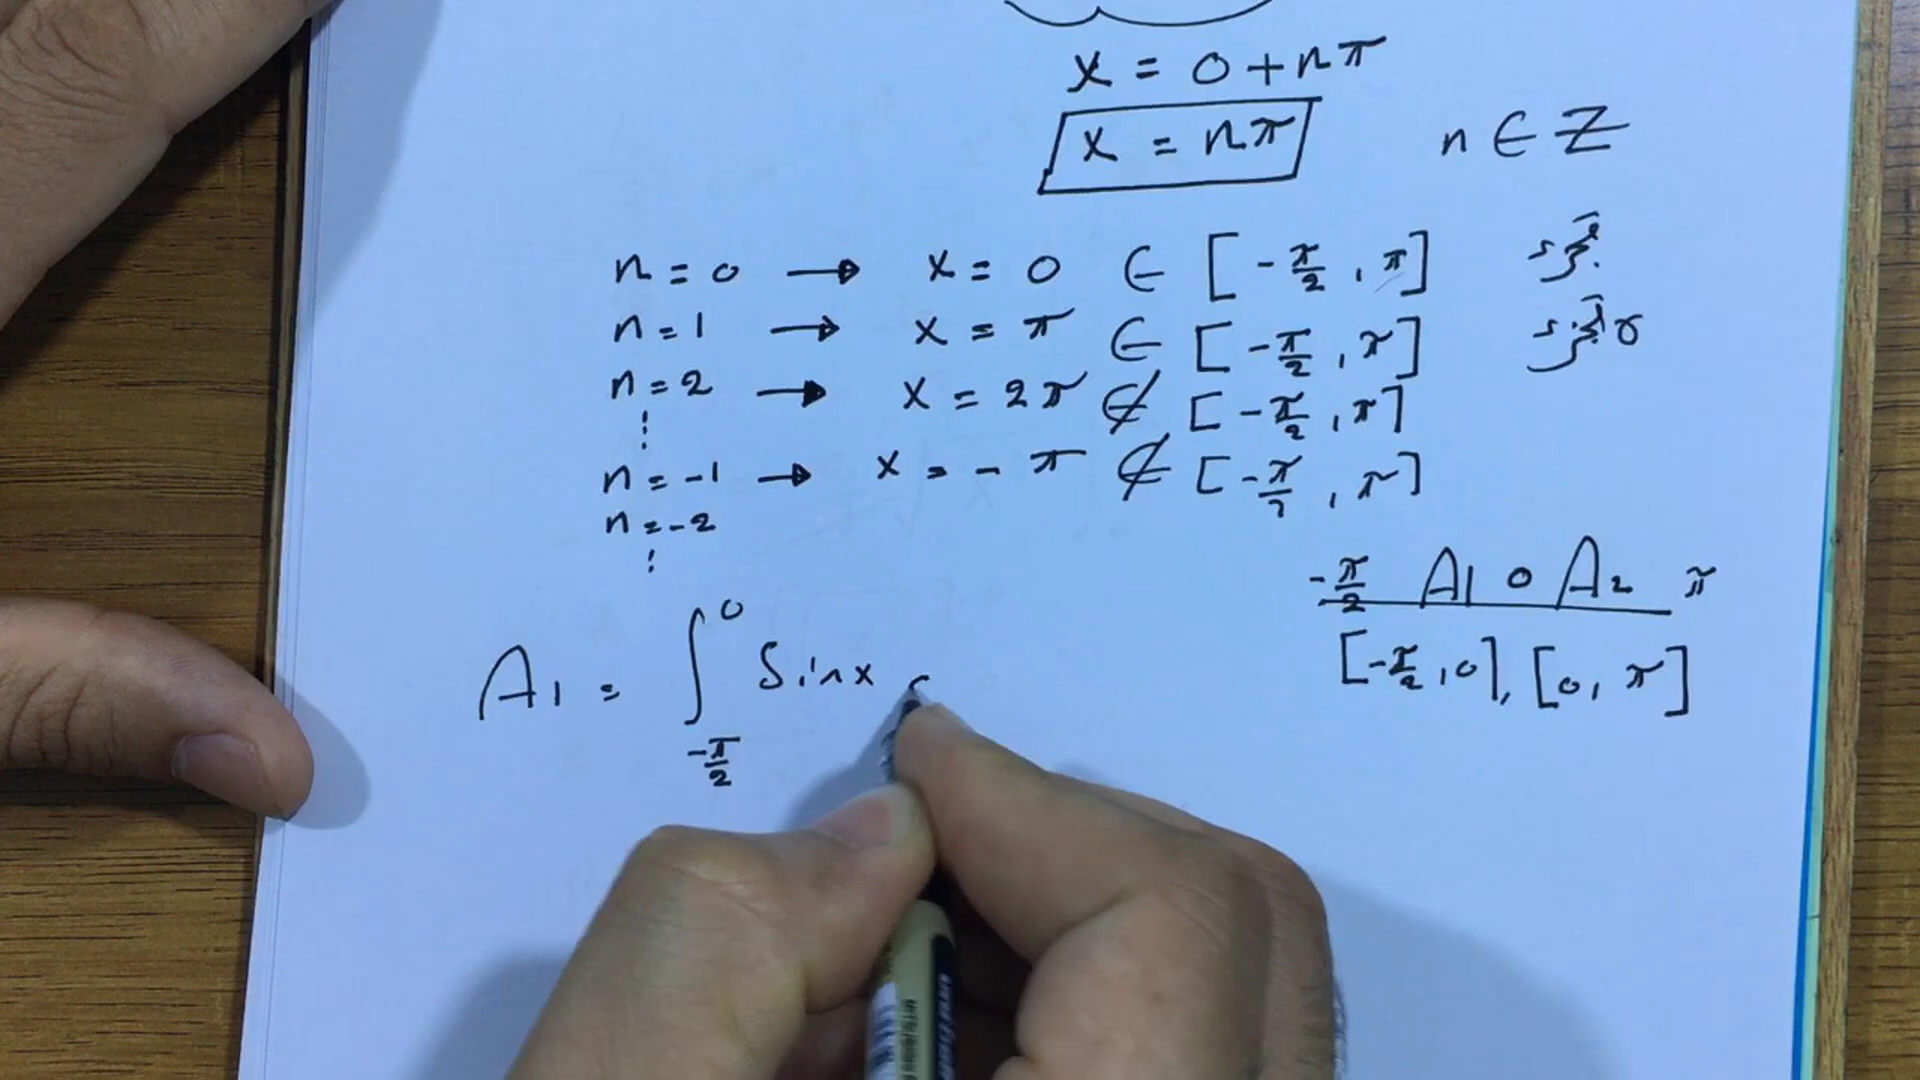 x = 0 + nπ
x = nπ n ∈ Z
n = 0 → x = 0 ∈ [-π/2 , π]
n = 1 → x = π ∈ [-π/2 , π]
n = 2 → x = 2π ∉ [-π/2 , π]
⋮
n = -1 → x = -π ∉ [-π/2 , π]
n = -2
⋮
-π/2 A1 0 A2 π
[-π/2 , 0], [0, π]
A1 = ∫_{-π/2}^{0} Sinx